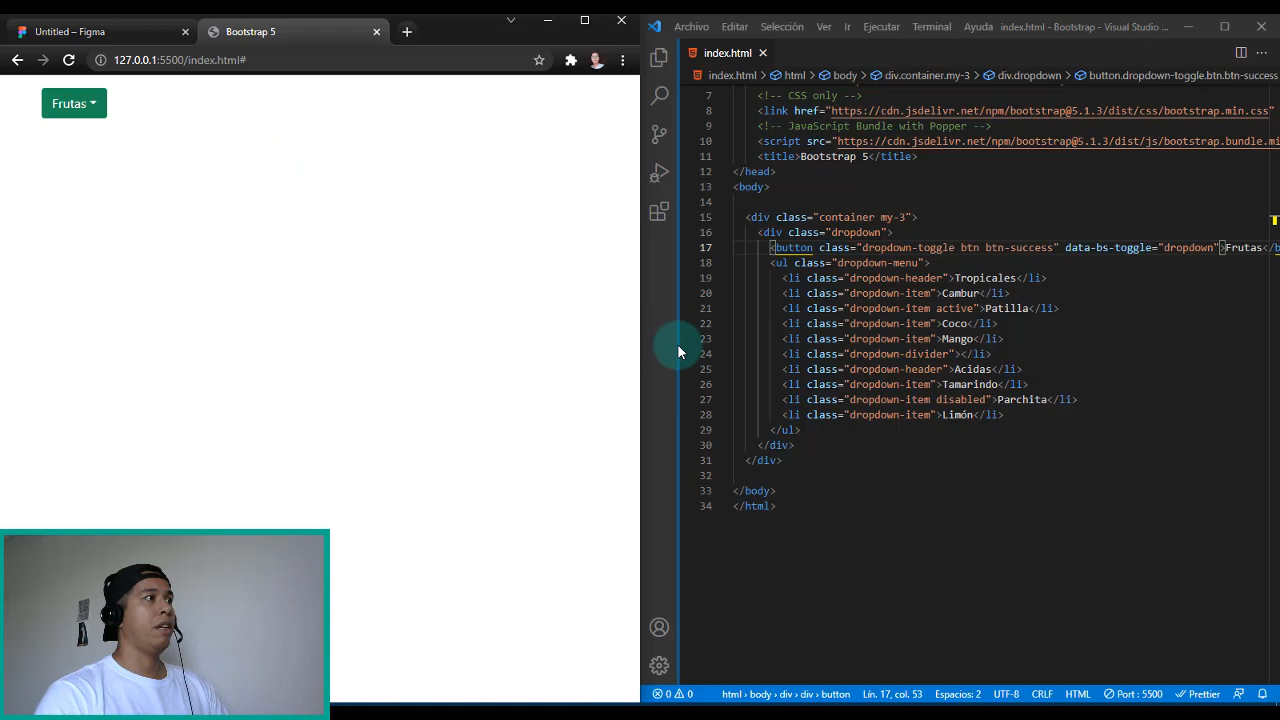 Untitled – Figma
Bootstrap 5
127.0.0.1:5500/index.html#
Frutas
Archivo Editar Selección Ver Ir Ejecutar Terminal Ayuda index.html - Bootstrap - Visual Studio ...
index.html
index.html > html > body > div.container.my-3 > div.dropdown > button.dropdown-toggle.btn.btn-success
7 <!-- CSS only -->
8 <link href="https://cdn.jsdelivr.net/npm/bootstrap@5.1.3/dist/css/bootstrap.min.css"
9 <!-- JavaScript Bundle with Popper -->
10 <script src="https://cdn.jsdelivr.net/npm/bootstrap@5.1.3/dist/js/bootstrap.bundle.mi
11 <title>Bootstrap 5</title>
12 </head>
13 <body>
14
15 <div class="container my-3">
16 <div class="dropdown">
17 <button class="dropdown-toggle btn btn-success" data-bs-toggle="dropdown">Frutas</b
18 <ul class="dropdown-menu">
19 <li class="dropdown-header">Tropicales</li>
20 <li class="dropdown-item">Cambur</li>
21 <li class="dropdown-item active">Patilla</li>
22 <li class="dropdown-item">Coco</li>
23 <li class="dropdown-item">Mango</li>
24 <li class="dropdown-divider"></li>
25 <li class="dropdown-header">Acidas</li>
26 <li class="dropdown-item">Tamarindo</li>
27 <li class="dropdown-item disabled">Parchita</li>
28 <li class="dropdown-item">Limón</li>
29 </ul>
30 </div>
31 </div>
32
33 </body>
34 </html>
0 0 html > body > div > div > button Lín. 17, col. 53 Espacios: 2 UTF-8 CRLF HTML Port : 5500 Prettier